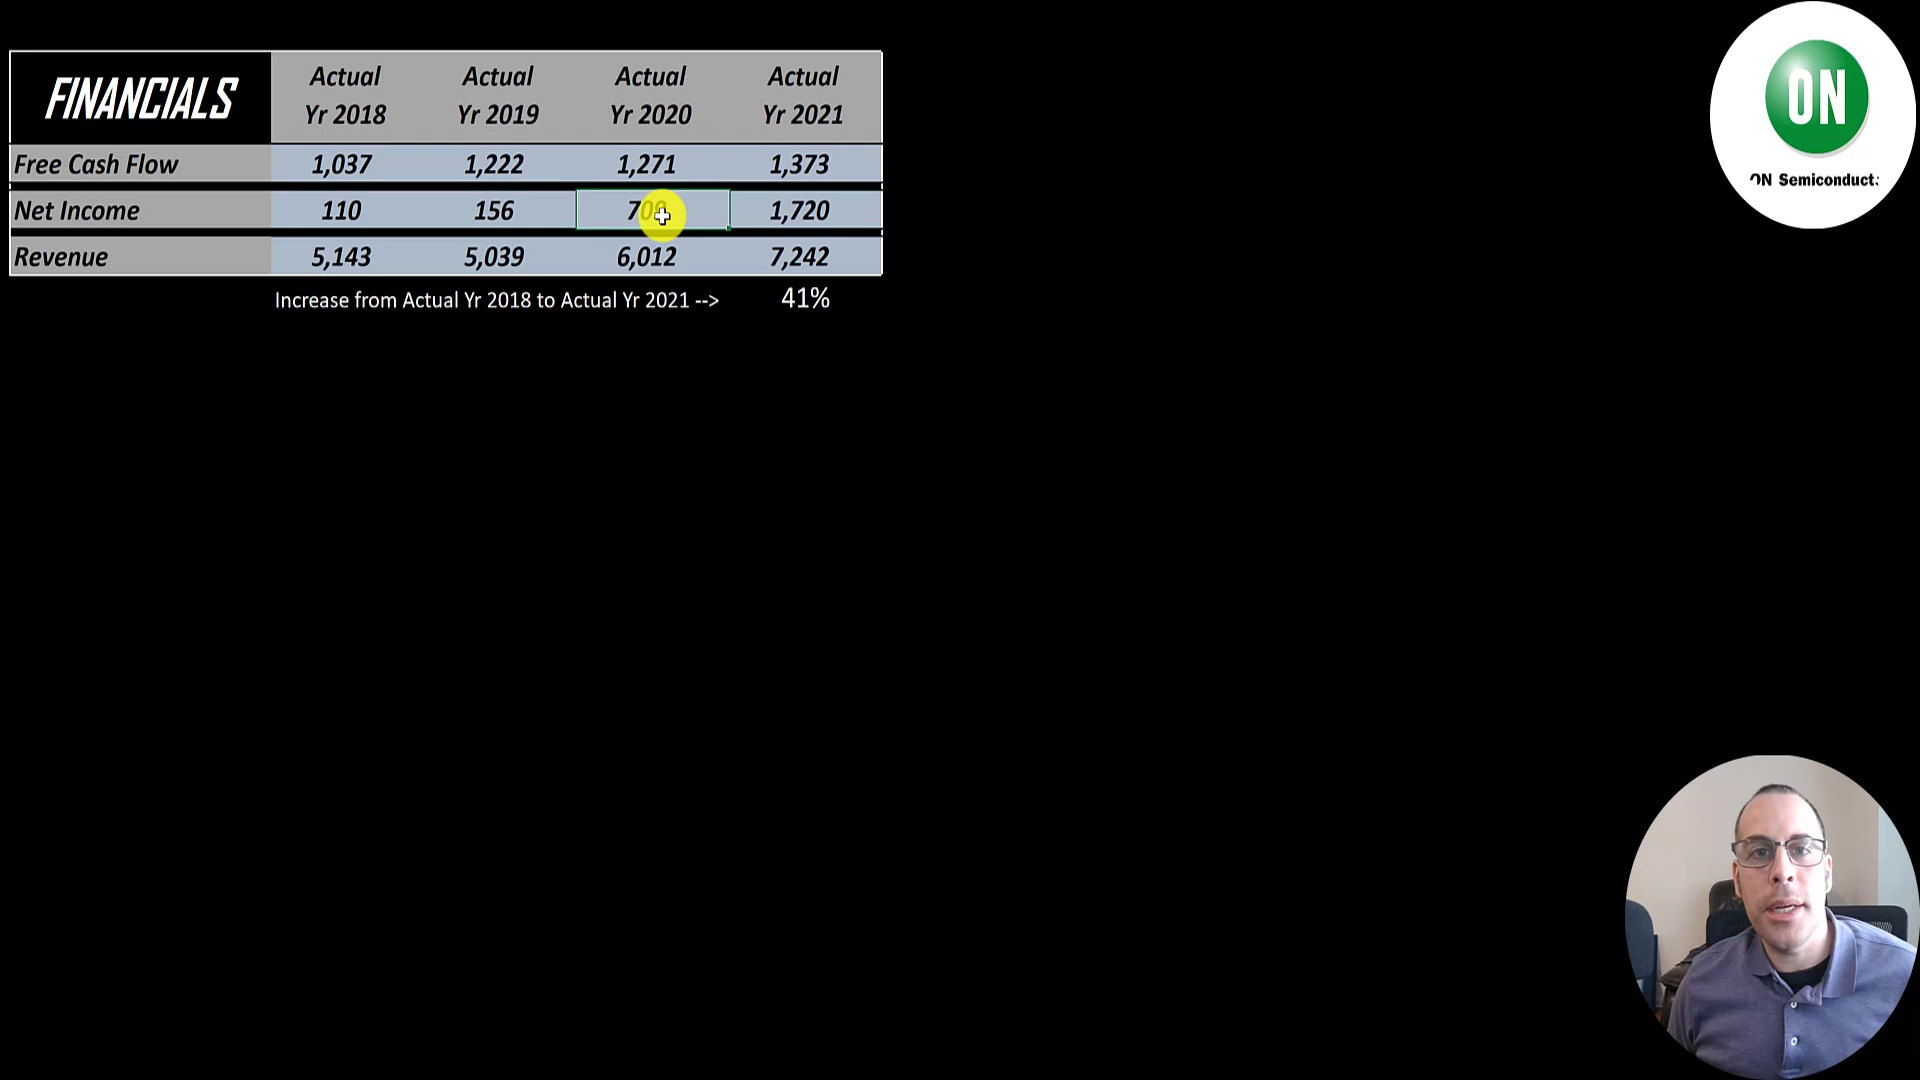 FINANCIALS
Actual Yr 2018
Actual Yr 2019
Actual Yr 2020
Actual Yr 2021
Free Cash Flow 1,037 1,222 1,271 1,373
Net Income 110 156 1,720
Revenue 5,143 5,039 6,012 7,242
Increase from Actual Yr 2018 to Actual Yr 2021 --> 41%
ON
ON Semiconduct